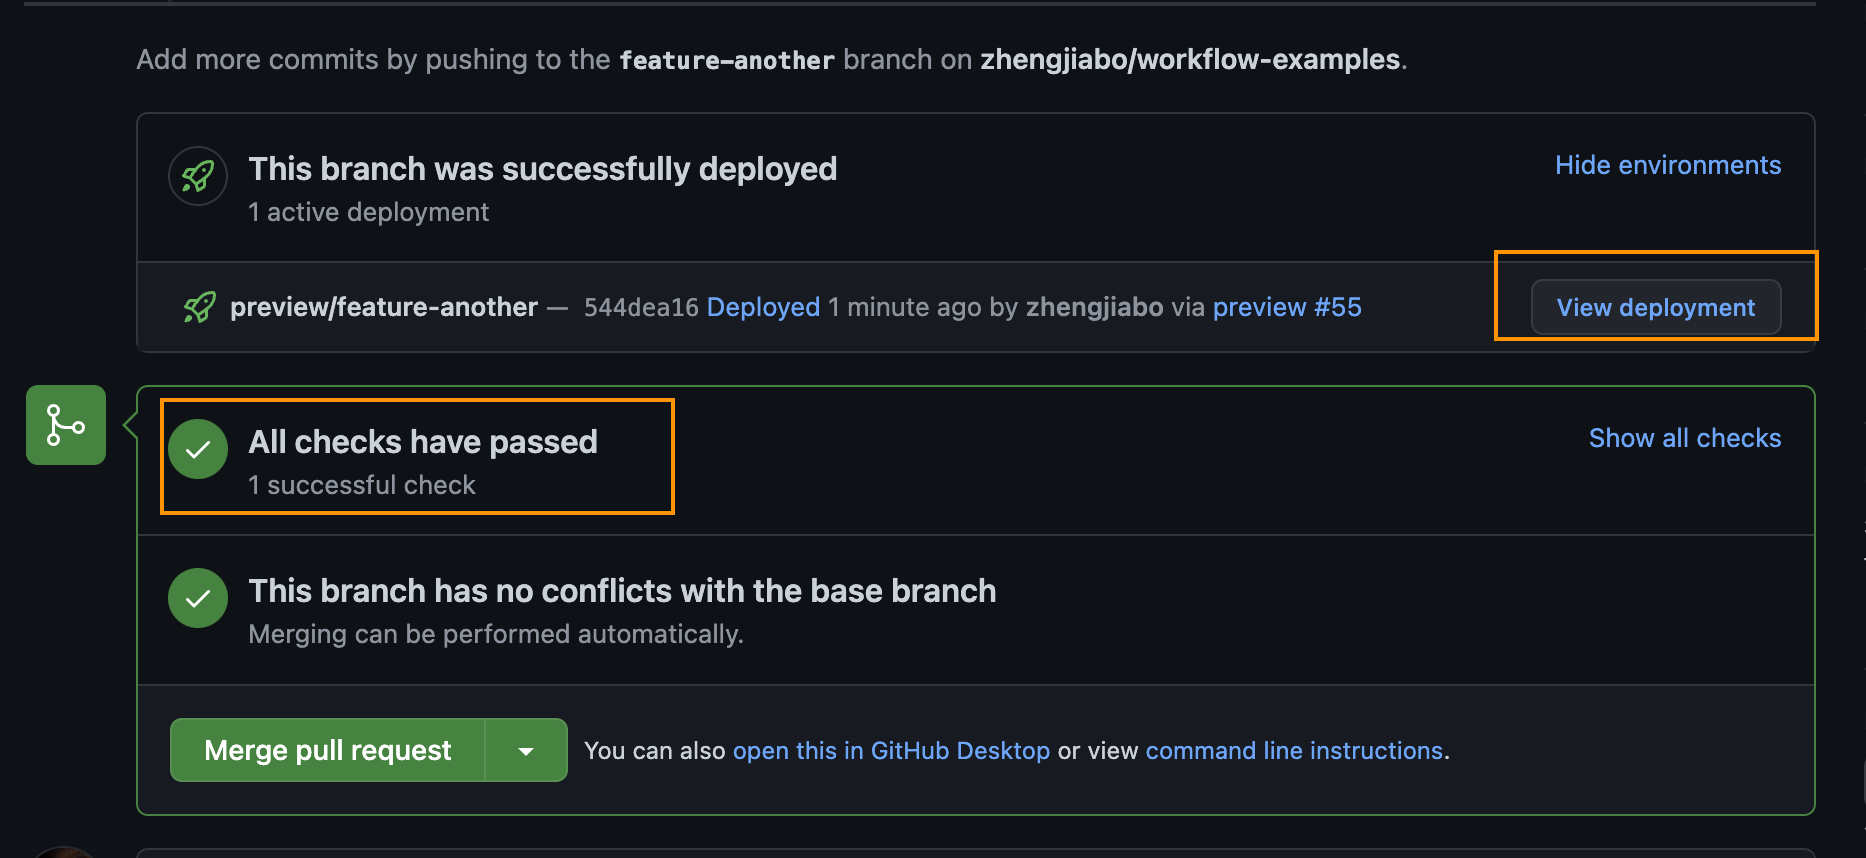 Add more commits by pushing to the feature-another branch on zhengjiabo/workflow-examples.
This branch was successfully deployed
Hide environments
1 active deployment
preview/feature-another — 544dea16 Deployed 1 minute ago by zhengjiabo via preview #55
View deployment
All checks have passed
Show all checks
1 successful check
This branch has no conflicts with the base branch
Merging can be performed automatically.
Merge pull request
You can also open this in GitHub Desktop or view command line instructions.